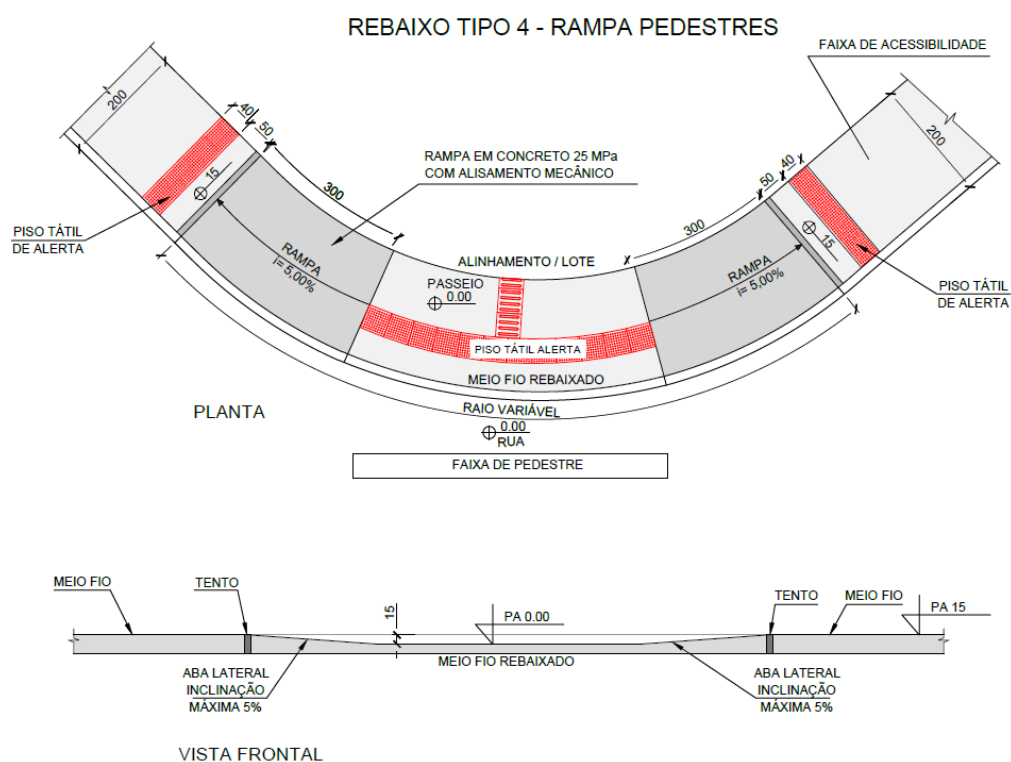 REBAIXO TIPO 4 - RAMPA PEDESTRES
FAIXA DE ACESSIBILIDADE
200
40
50
15
300
RAMPA EM CONCRETO 25 MPa
COM ALISAMENTO MECÂNICO
300
50
40
200
15
PISO TÁTIL
DE ALERTA
RAMPA
i= 5,00%
ALINHAMENTO / LOTE
PASSEIO
0.00
RAMPA
i= 5,00%
PISO TÁTIL
DE ALERTA
PISO TÁTIL ALERTA
MEIO FIO REBAIXADO
RAIO VARIÁVEL
0.00
RUA
PLANTA
FAIXA DE PEDESTRE
MEIO FIO
TENTO
15
PA 0.00
TENTO
MEIO FIO
PA 15
MEIO FIO REBAIXADO
ABA LATERAL
INCLINAÇÃO
MÁXIMA 5%
ABA LATERAL
INCLINAÇÃO
MÁXIMA 5%
VISTA FRONTAL